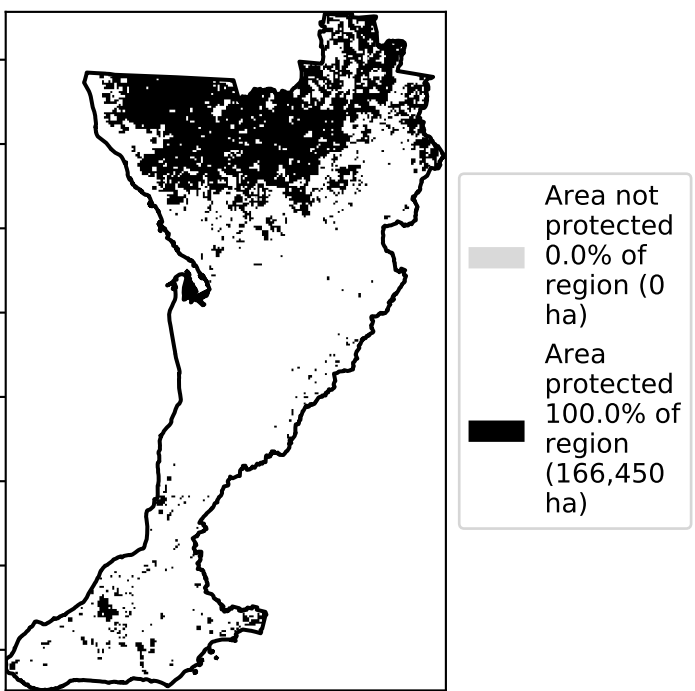 Area not
protected
0.0% of
region (0
ha)
Area
protected
100.0% of
region
(166,450
ha)